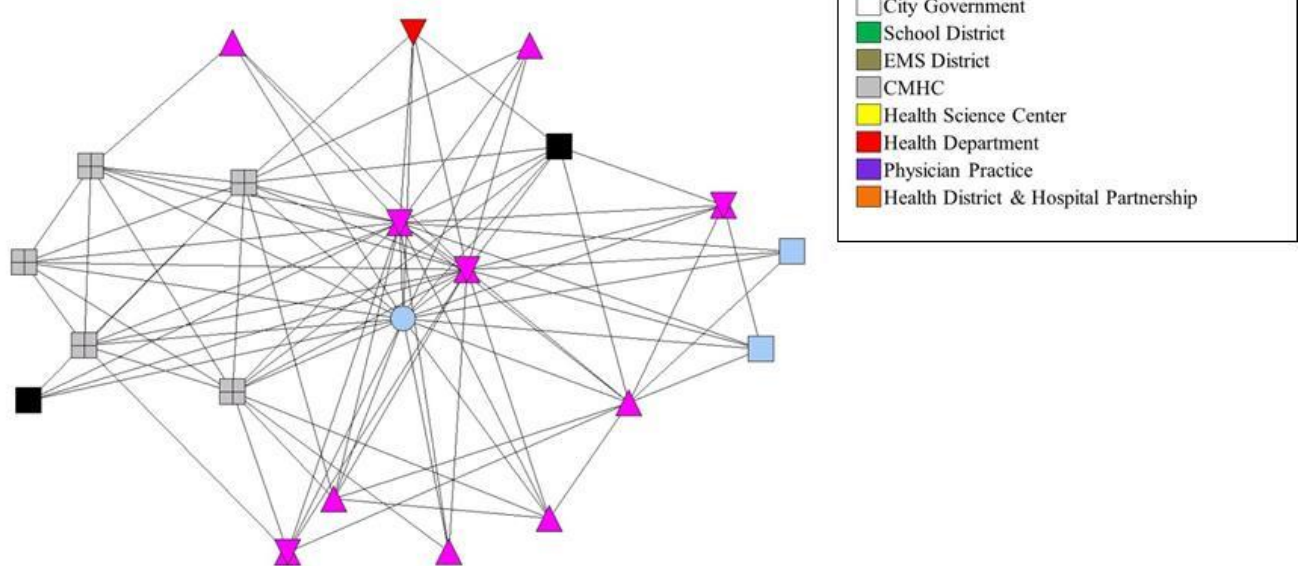 City Government
School District
EMS District
CMHC
Health Science Center
Health Department
Physician Practice
Health District & Hospital Partnership